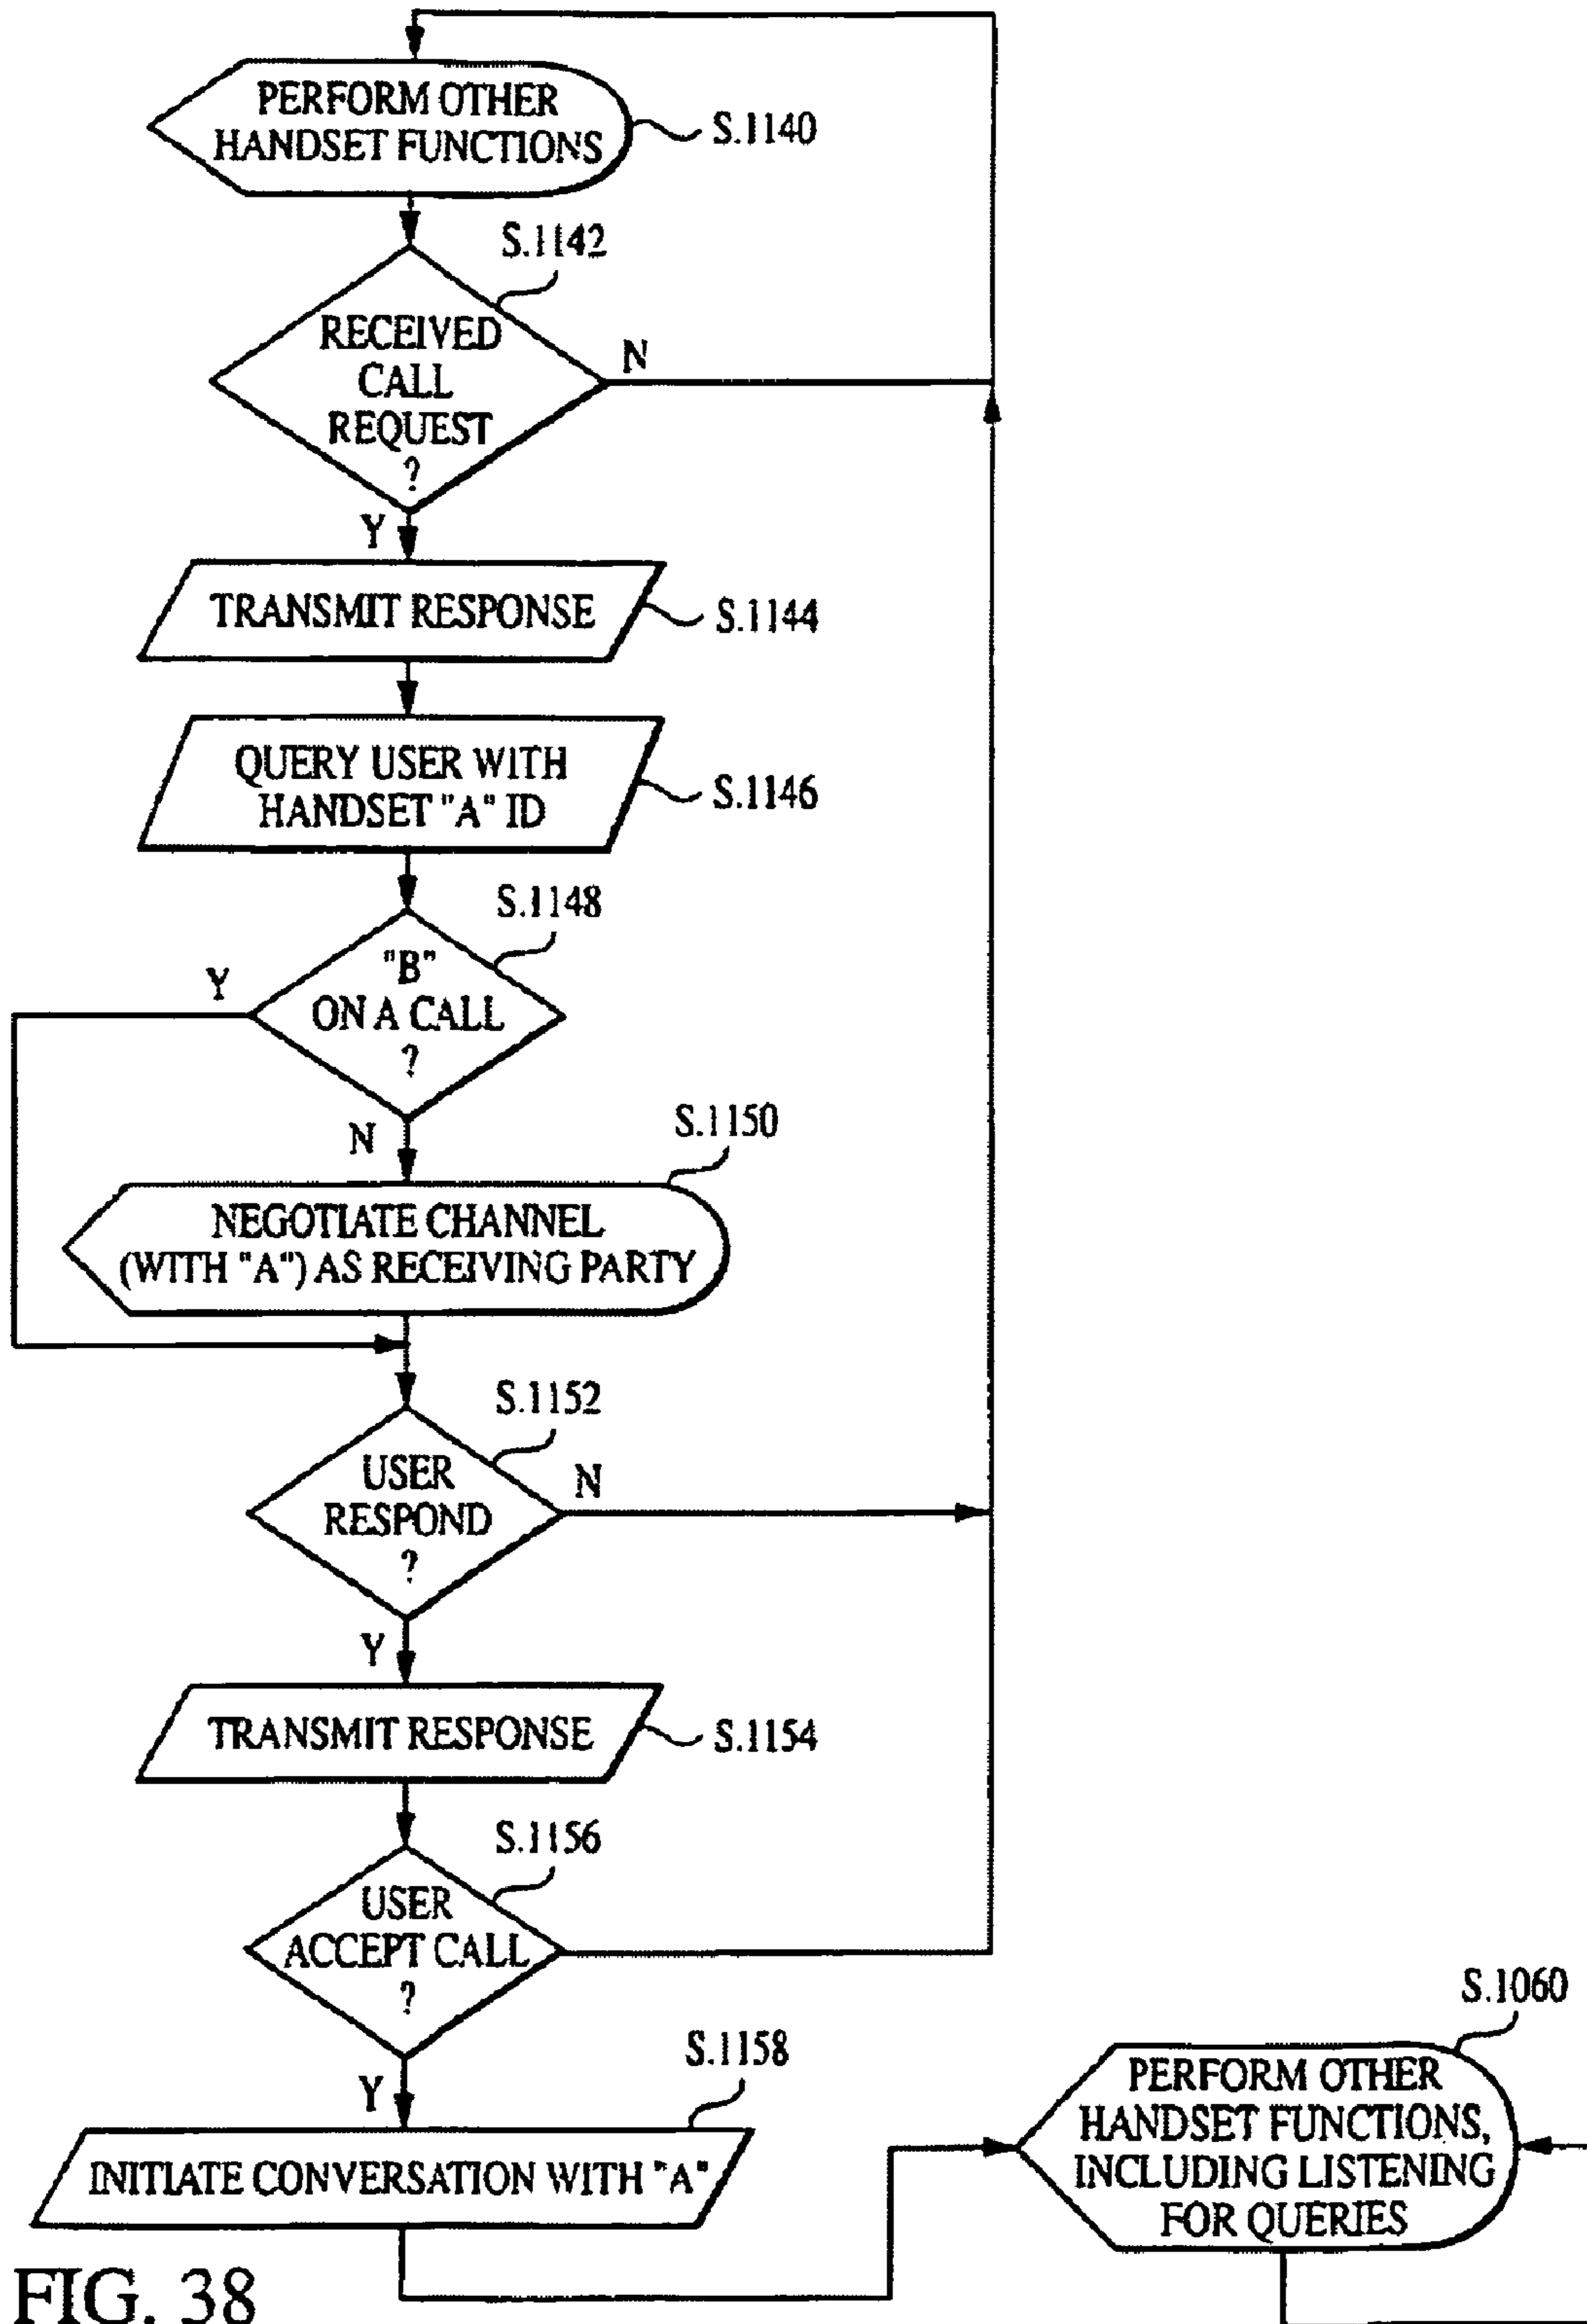 PERFORM OTHER
HANDSET FUNCTIONS
S.1140
S.1142
RECEIVED
CALL
REQUEST
?
N
Y
TRANSMIT RESPONSE
S.1144
QUERY USER WITH
HANDSET "A" ID
S.1146
S.1148
"B"
ON A CALL
?
Y
N
S.1150
NEGOTIATE CHANNEL
(WITH "A") AS RECEIVING PARTY
S.1152
USER
RESPOND
?
N
Y
TRANSMIT RESPONSE
S.1154
S.1156
USER
ACCEPT CALL
?
Y
S.1158
INITIATE CONVERSATION WITH "A"
S.1060
PERFORM OTHER
HANDSET FUNCTIONS,
INCLUDING LISTENING
FOR QUERIES
FIG. 38